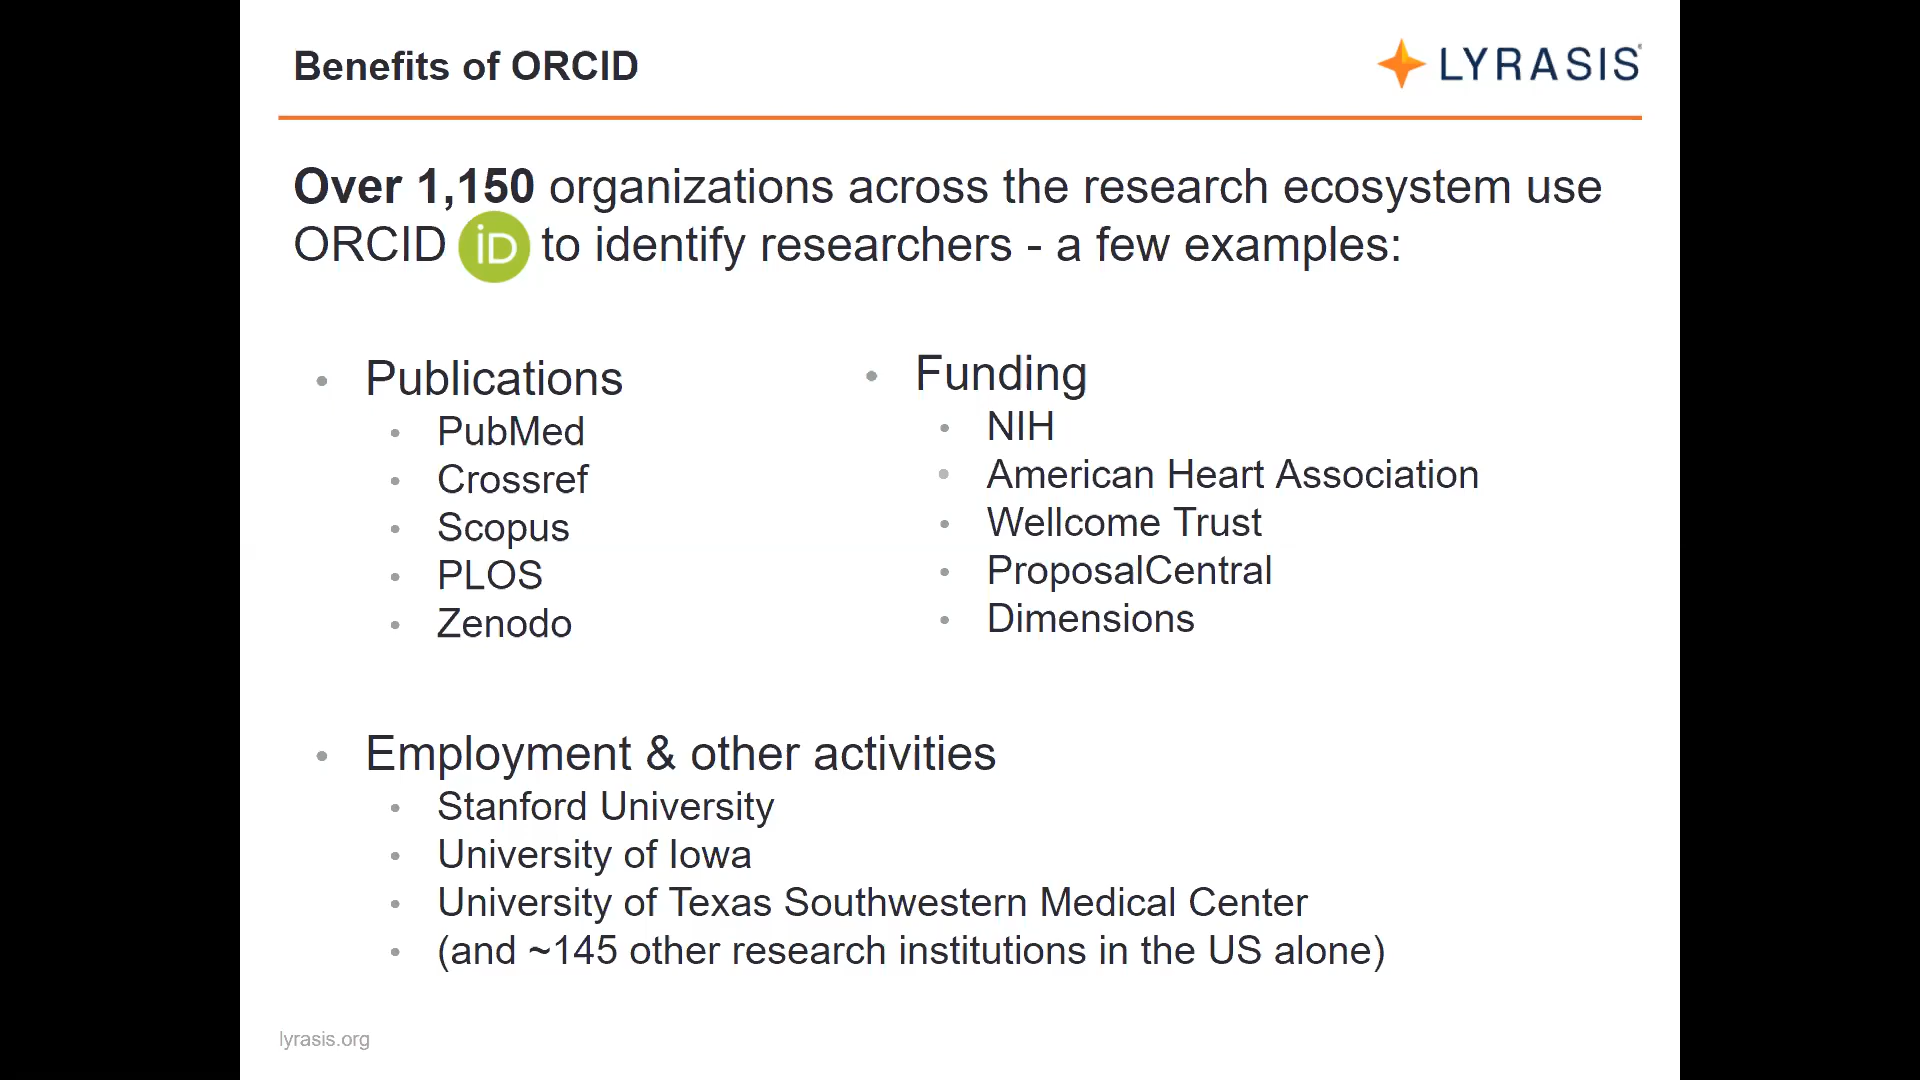 Benefits of ORCID
LYRASIS
Over 1,150 organizations across the research ecosystem use
ORCID iD to identify researchers - a few examples:
• Publications
• PubMed
• Crossref
• Scopus
• PLOS
• Zenodo
• Funding
• NIH
• American Heart Association
• Wellcome Trust
• ProposalCentral
• Dimensions
• Employment & other activities
• Stanford University
• University of Iowa
• University of Texas Southwestern Medical Center
• (and ~145 other research institutions in the US alone)
lyrasis.org